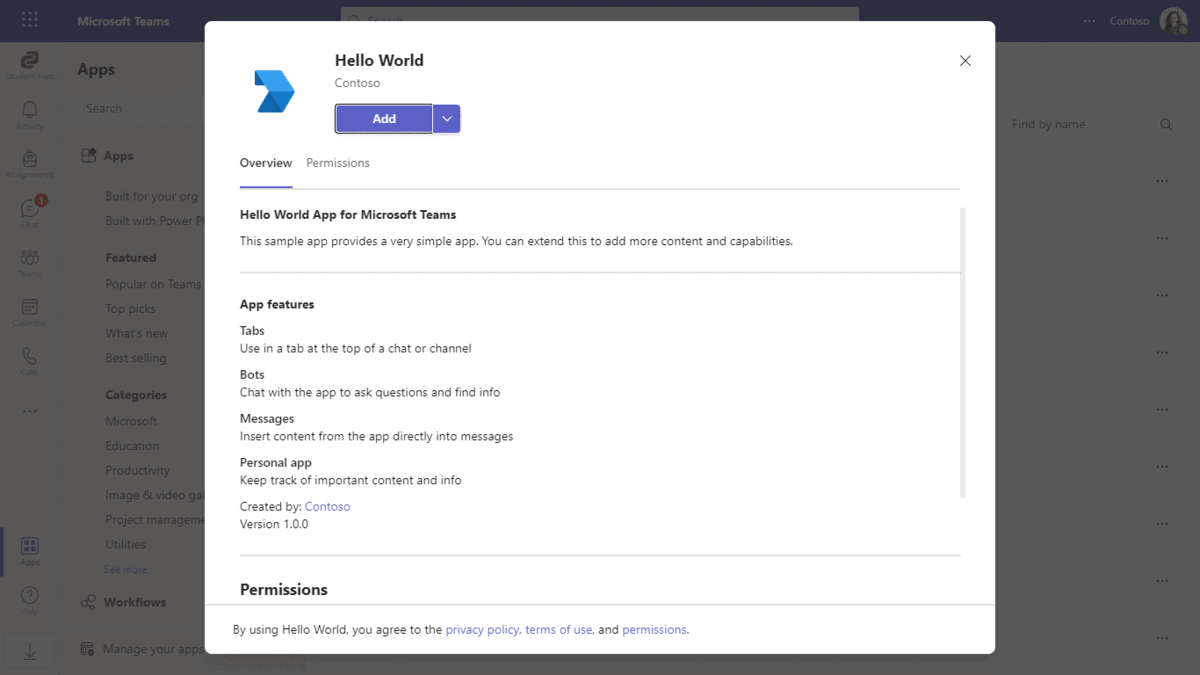 Microsoft Teams
Search
Contoso
Student Hub
Activity
Assignments
1
Chat
Teams
Calendar
Calls
Apps
Help
Apps
Search
Apps
Built for your org
Built with Power
Featured
Popular on Teams
Top picks
What's new
Best selling
Categories
Microsoft
Education
Productivity
Image & video
Project
Utilities
See more
Workflows
Manage your apps
Find by name
Hello World
Contoso
Add
Overview Permissions
Hello World App for Microsoft Teams
This sample app provides a very simple app. You can extend this to add more content and capabilities.
App features
Tabs
Use in a tab at the top of a chat or channel
Bots
Chat with the app to ask questions and find info
Messages
Insert content from the app directly into messages
Personal app
Keep track of important content and info
Created by: Contoso
Version 1.0.0
Permissions
By using Hello World, you agree to the privacy policy, terms of use, and permissions.